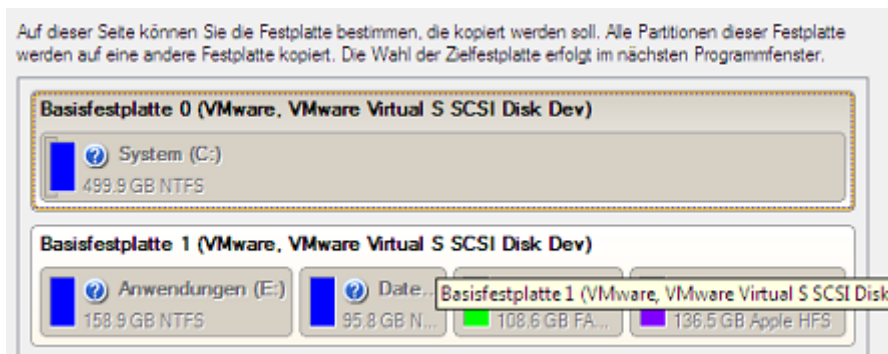 Auf dieser Seite können Sie die Festplatte bestimmen, die kopiert werden soll. Alle Partitionen dieser Festplatte
werden auf eine andere Festplatte kopiert. Die Wahl der Zielfestplatte erfolgt im nächsten Programmfenster.
Basisfestplatte 0 (VMware, VMware Virtual S SCSI Disk Dev)
System (C:)
499.9 GB NTFS
Basisfestplatte 1 (VMware, VMware Virtual S SCSI Disk Dev)
Anwendungen (E:)
158.9 GB NTFS
Date...
95.8 GB N...
Basisfestplatte 1 (VMware, VMware Virtual S SCSI Disk
108.6 GB FA...
136.5 GB Apple HFS